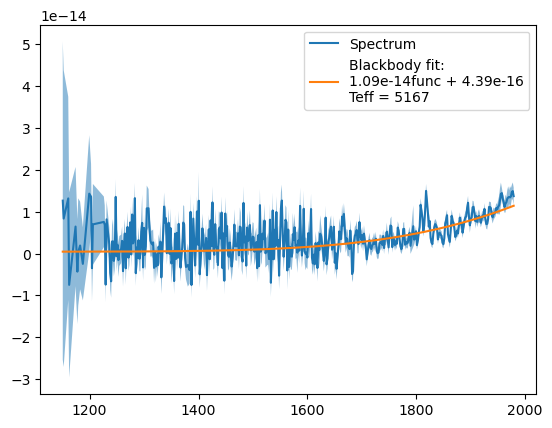 1e−14
5
4
3
2
1
0
−1
−2
−3
1200
1400
1600
1800
2000
Spectrum
Blackbody fit:
1.09e-14func + 4.39e-16
Teff = 5167